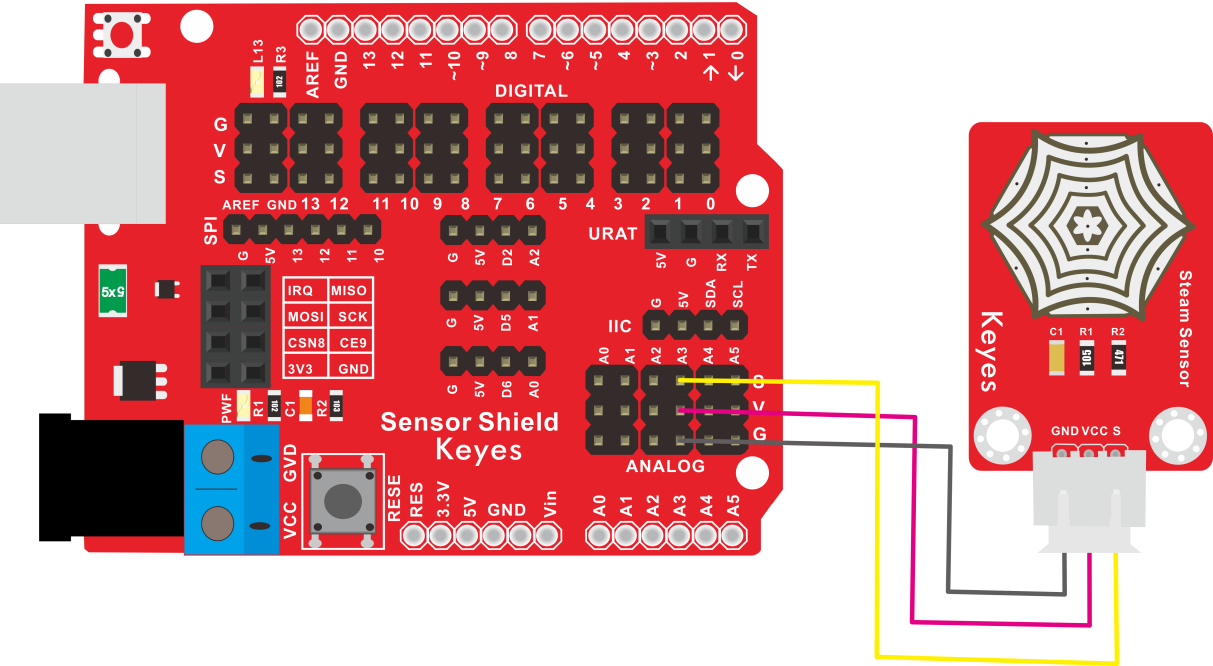 L13
R3
102
AREF
GND
13
12
11
~10
~9
8
7
~6
~5
4
~3
2
1
0
DIGITAL
G
V
S
AREF GND 13 12 11 10 9 8 7 6 5 4 3 2 1 0
SPI
G
5V
13
12
11
10
G
5V
D2
A2
URAT
5V
G
RX
TX
5x5
IRQ MISO
MOSI SCK
CSN8 CE9
3V3 GND
G
5V
D5
A1
G
5V
SDA
SCL
IIC
G
5V
D6
A0
A0
A1
A2
A3
A4
A5
V
G
ANALOG
PWF
R1
102
C1
R2
103
Sensor Shield
Keyes
GVD
VCC
RESE
RES
3.3V
5V
GND
Vin
A0
A1
A2
A3
A4
A5
Steam Sensor
Keyes
C1
R1
501
R2
471
GND VCC S